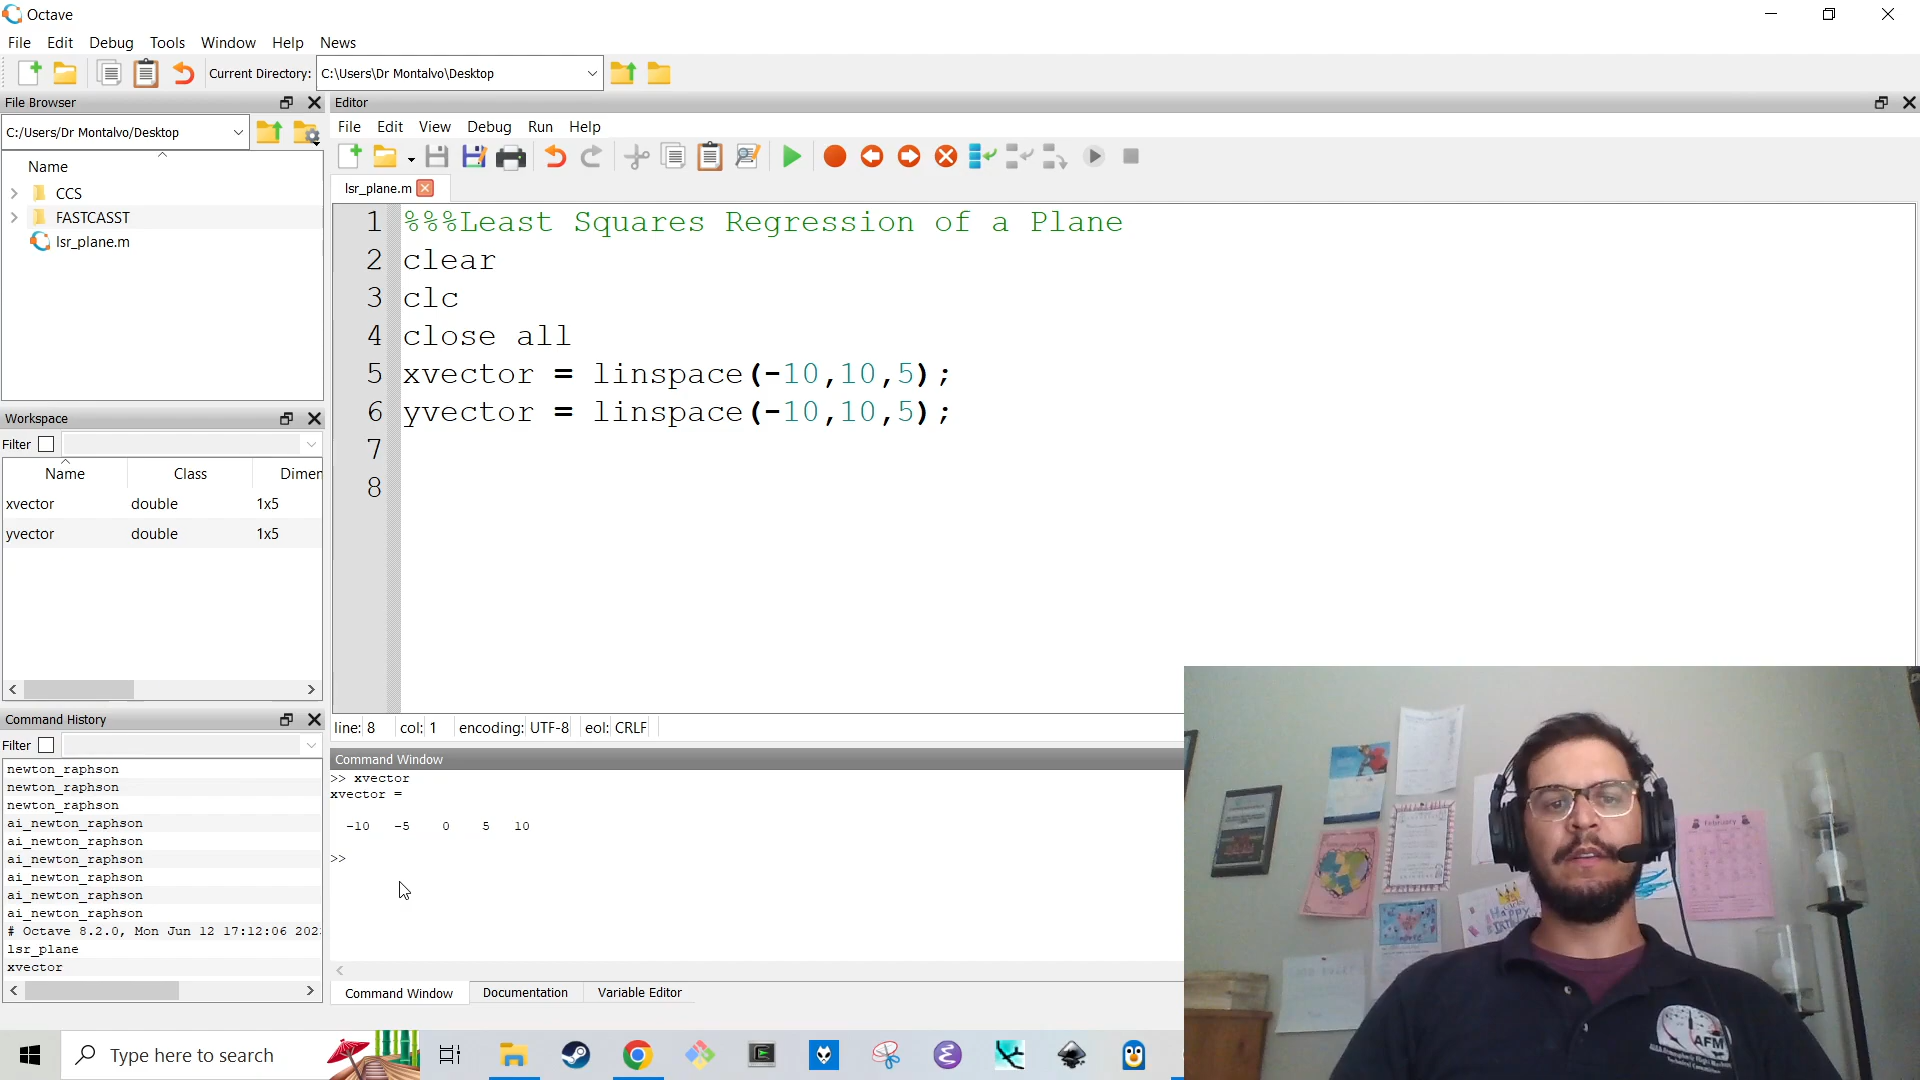 Octave
File Edit Debug Tools Window Help News
Current Directory: C:\Users\Dr Montalvo\Desktop
File Browser
C:/Users/Dr Montalvo/Desktop
Name
CCS
FASTCASST
lsr_plane.m
Workspace
Filter
Name Class Dimen
xvector double 1x5
yvector double 1x5
Command History
Filter
newton_raphson
newton_raphson
newton_raphson
ai_newton_raphson
ai_newton_raphson
ai_newton_raphson
ai_newton_raphson
ai_newton_raphson
ai_newton_raphson
# Octave 8.2.0, Mon Jun 12 17:12:06 202
lsr_plane
xvector
Editor
File Edit View Debug Run Help
lsr_plane.m
1 %%%Least Squares Regression of a Plane
2 clear
3 clc
4 close all
5 xvector = linspace(-10,10,5);
6 yvector = linspace(-10,10,5);
7
8
line: 8 col: 1 encoding: UTF-8 eol: CRLF
Command Window
>> xvector
xvector =
-10 -5 0 5 10
>>
Command Window Documentation Variable Editor
Type here to search
February
HAPPY
AFM